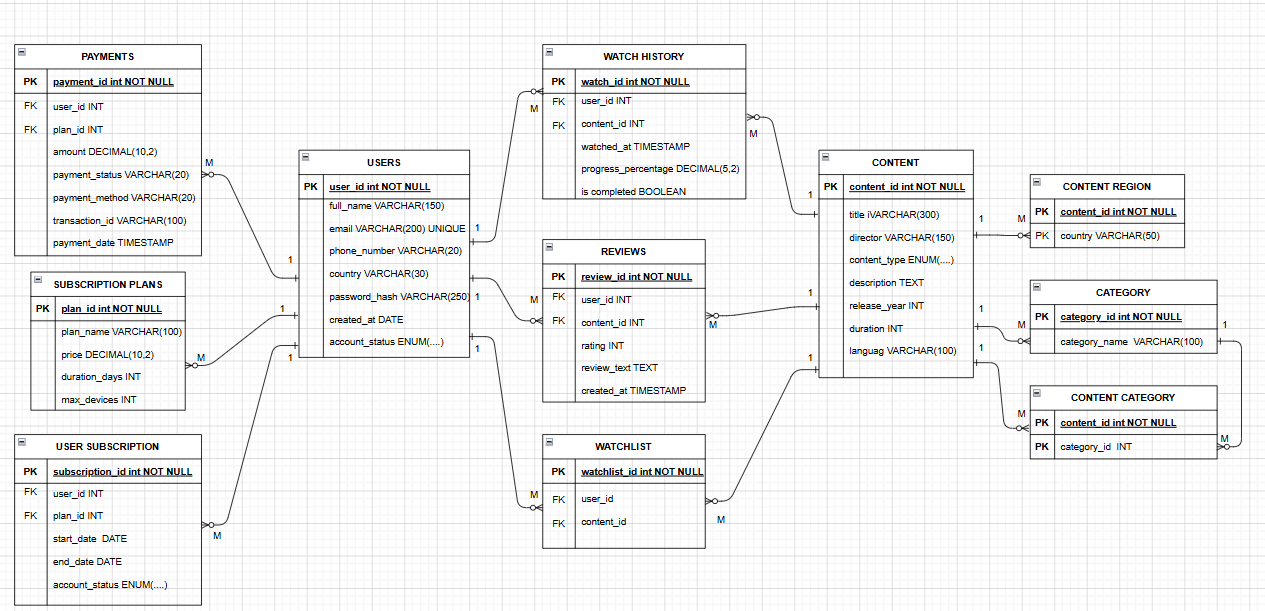 PAYMENTS
PK payment_id int NOT NULL
FK user_id INT
FK plan_id INT
amount DECIMAL(10,2)
payment_status VARCHAR(20)
payment_method VARCHAR(20)
transaction_id VARCHAR(100)
payment_date TIMESTAMP
M
1
SUBSCRIPTION PLANS
PK plan_id int NOT NULL
plan_name VARCHAR(100)
price DECIMAL(10,2)
duration_days INT
max_devices INT
M
1
USER SUBSCRIPTION
PK subscription_id int NOT NULL
FK user_id INT
FK plan_id INT
start_date DATE
end_date DATE
account_status ENUM(....)
M
1
USERS
PK user_id int NOT NULL
full_name VARCHAR(150)
email VARCHAR(200) UNIQUE
phone_number VARCHAR(20)
country VARCHAR(30)
password_hash VARCHAR(250)
created_at DATE
account_status ENUM(....)
1
1
1
WATCH HISTORY
PK watch_id int NOT NULL
FK user_id INT
FK content_id INT
watched_at TIMESTAMP
progress_percentage DECIMAL(5,2)
is completed BOOLEAN
M
M
REVIEWS
PK review_id int NOT NULL
FK user_id INT
FK content_id INT
rating INT
review_text TEXT
created_at TIMESTAMP
M
M
WATCHLIST
PK watchlist_id int NOT NULL
FK user_id
FK content_id
M
M
CONTENT
PK content_id int NOT NULL
title iVARCHAR(300)
director VARCHAR(150)
content_type ENUM(....)
description TEXT
release_year INT
duration INT
languag VARCHAR(100)
1
1
1
1
1
1
CONTENT REGION
PK content_id int NOT NULL
PK country VARCHAR(50)
M
CATEGORY
PK category_id int NOT NULL
category_name VARCHAR(100)
M
1
CONTENT CATEGORY
PK content_id int NOT NULL
PK category_id INT
M
M